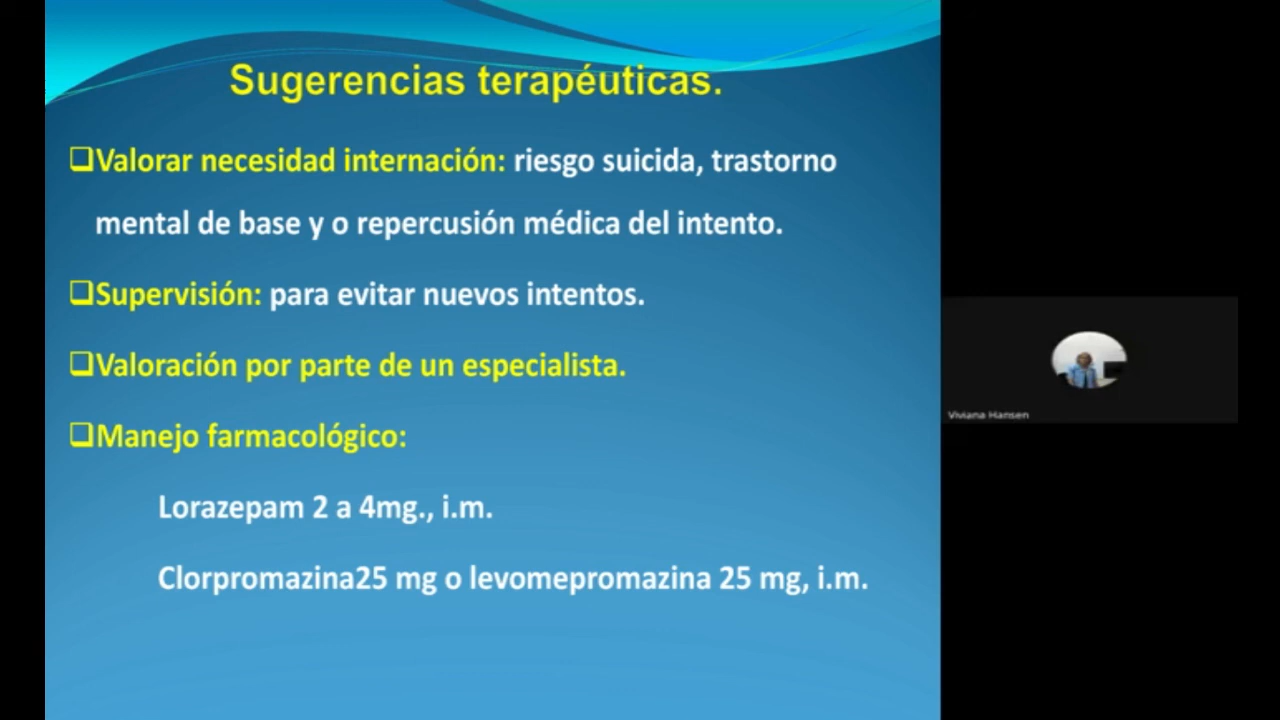 Sugerencias terapéuticas.
❑Valorar necesidad internación: riesgo suicida, trastorno
mental de base y o repercusión médica del intento.
❑Supervisión: para evitar nuevos intentos.
❑Valoración por parte de un especialista.
❑Manejo farmacológico:
Lorazepam 2 a 4mg., i.m.
Clorpromazina25 mg o levomepromazina 25 mg, i.m.
Viviana Hansen